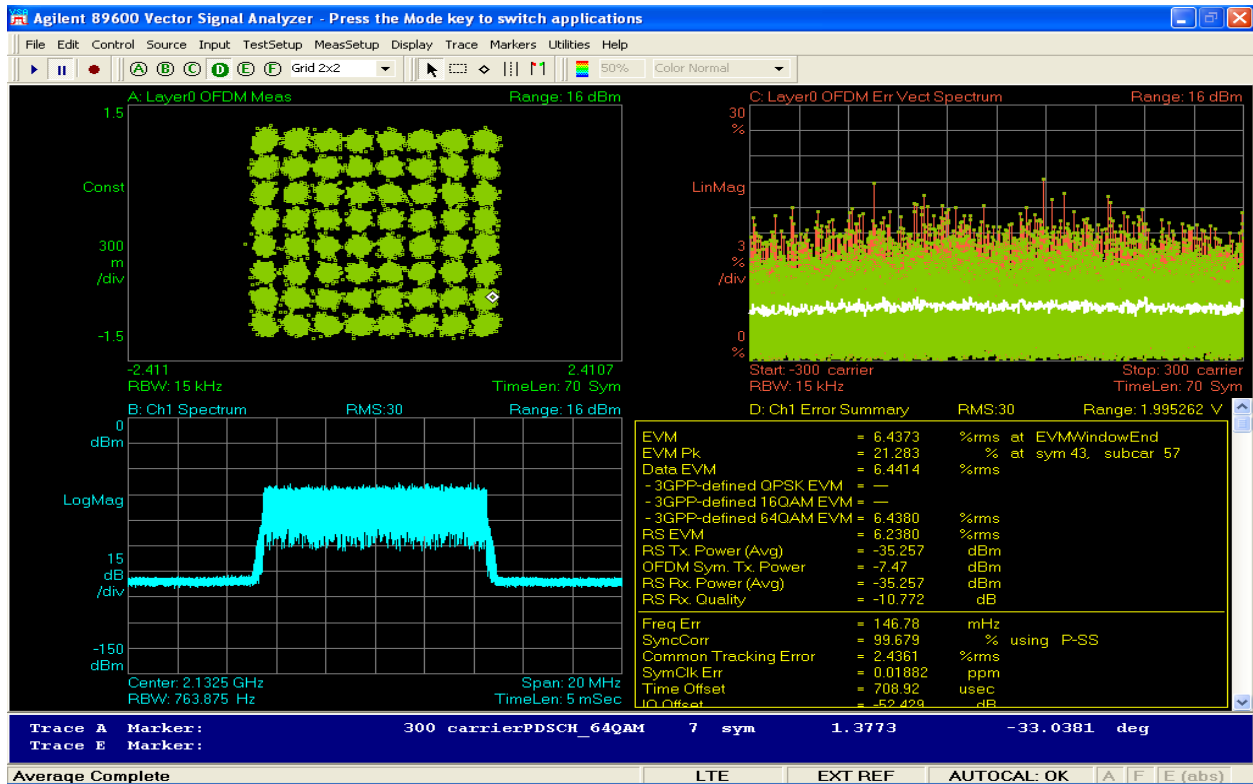 Agilent 89600 Vector Signal Analyzer - Press the Mode key to switch applications
File Edit Control Source Input TestSetup MeasSetup Display Trace Markers Utilities Help
A B C D E F Grid 2x2 50% Color Normal
A: Layer0 OFDM Meas Range: 16 dBm
1.5
Const
300
m
/div
-1.5
-2.411 2.4107
RBW: 15 kHz TimeLen: 70 Sym
C: Layer0 OFDM Err Vect Spectrum Range: 16 dBm
30
%
LinMag
3
%
/div
0
%
Start: -300 carrier Stop: 300 carrier
RBW: 15 kHz TimeLen: 70 Sym
B: Ch1 Spectrum RMS:30 Range: 16 dBm
0
dBm
LogMag
15
dB
/div
-150
dBm
Center: 2.1325 GHz Span: 20 MHz
RBW: 763.875 Hz TimeLen: 5 mSec
D: Ch1 Error Summary RMS:30 Range: 1.995262 V
EVM = 6.4373 %rms at EVMWindowEnd
EVM Pk = 21.283 % at sym 43, subcar 57
Data EVM = 6.4414 %rms
- 3GPP-defined QPSK EVM = —
- 3GPP-defined 16QAM EVM = —
- 3GPP-defined 64QAM EVM = 6.4380 %rms
RS EVM = 6.2380 %rms
RS Tx. Power (Avg) = -35.257 dBm
OFDM Sym. Tx. Power = -7.47 dBm
RS Rx. Power (Avg) = -35.257 dBm
RS Rx. Quality = -10.772 dB
Freq Err = 146.78 mHz
SyncCorr = 99.679 % using P-SS
Common Tracking Error = 2.4361 %rms
SymClk Err = 0.01882 ppm
Time Offset = 708.92 usec
IQ Offset = -52.429 dB
Trace A Marker: 300 carrierPDSCH_64QAM 7 sym 1.3773 -33.0381 deg
Trace E Marker:
Average Complete LTE EXT REF AUTOCAL: OK A F E (abs)